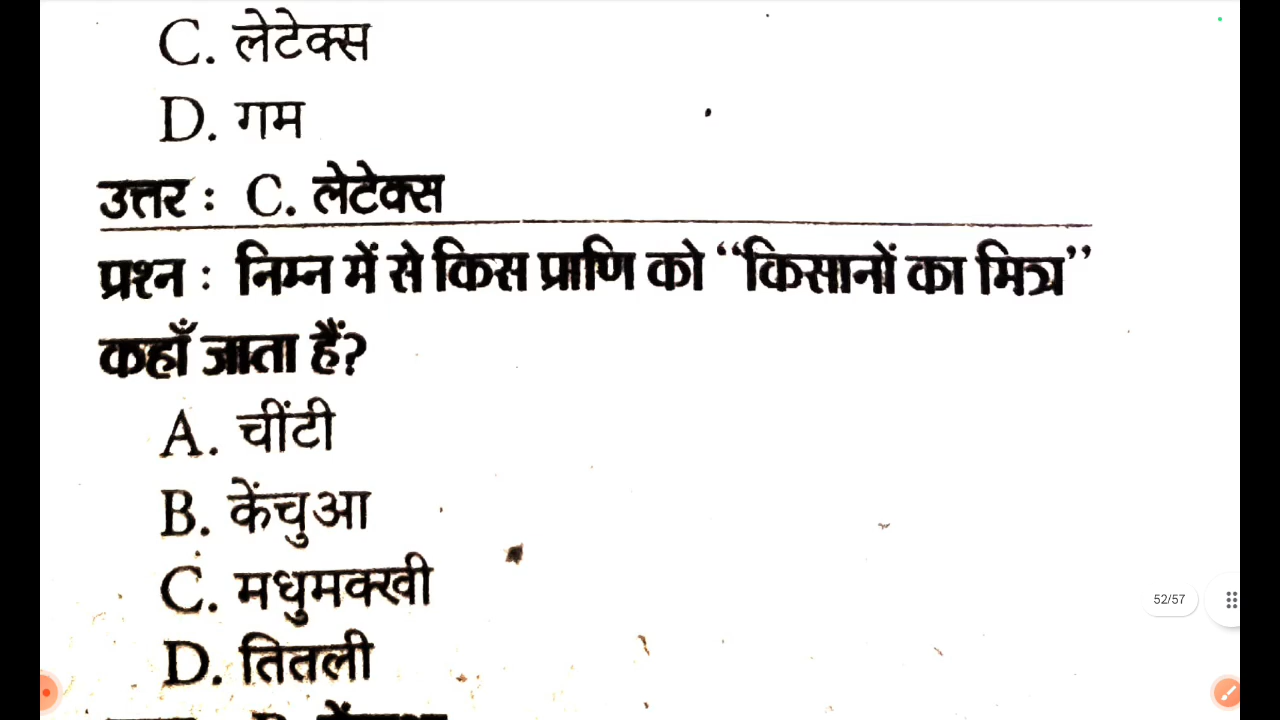 C. लेटेक्स
D. गम
उत्तर : C. लेटेक्स
प्रश्न : निम्न में से किस प्राणि को “किसानों का मित्र”
कहाँ जाता हैं?
A. चींटी
B. केंचुआ
C. मधुमक्खी
52/57
D. तितली